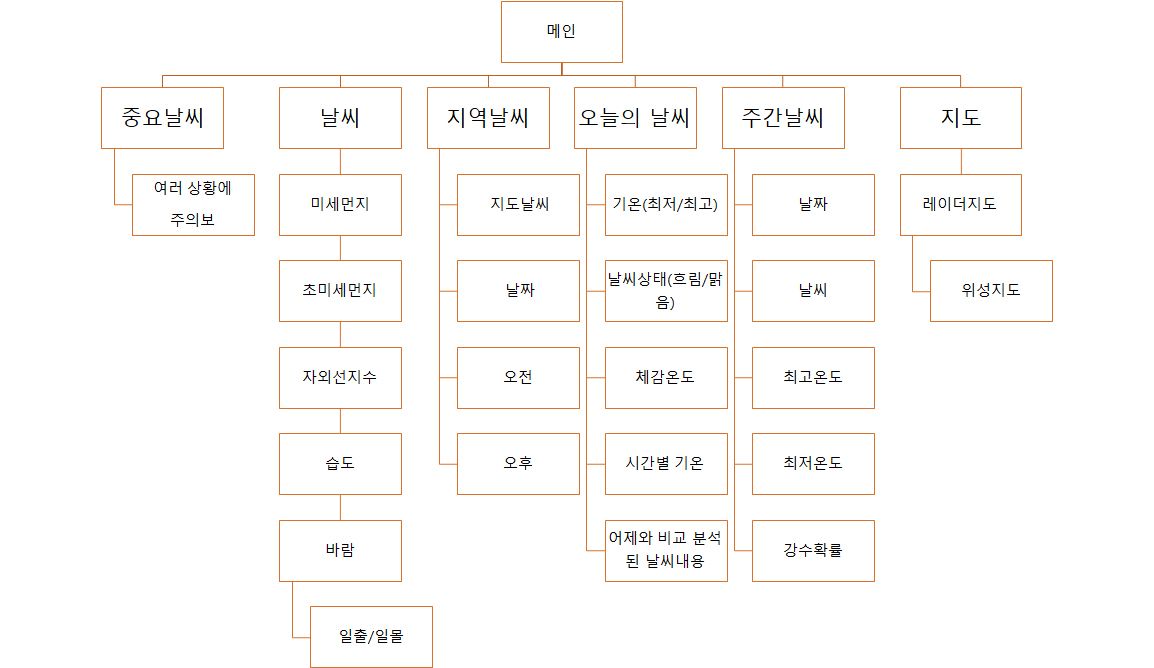 메인
중요날씨
날씨
지역날씨
오늘의 날씨
주간날씨
지도
여러 상황에
주의보
미세먼지
지도날씨
기온(최저/최고)
날짜
레이더지도
초미세먼지
날짜
날씨상태(흐림/맑
음)
날씨
위성지도
자외선지수
오전
체감온도
최고온도
습도
오후
시간별 기온
최저온도
바람
어제와 비교 분석
된 날씨내용
강수확률
일출/일몰